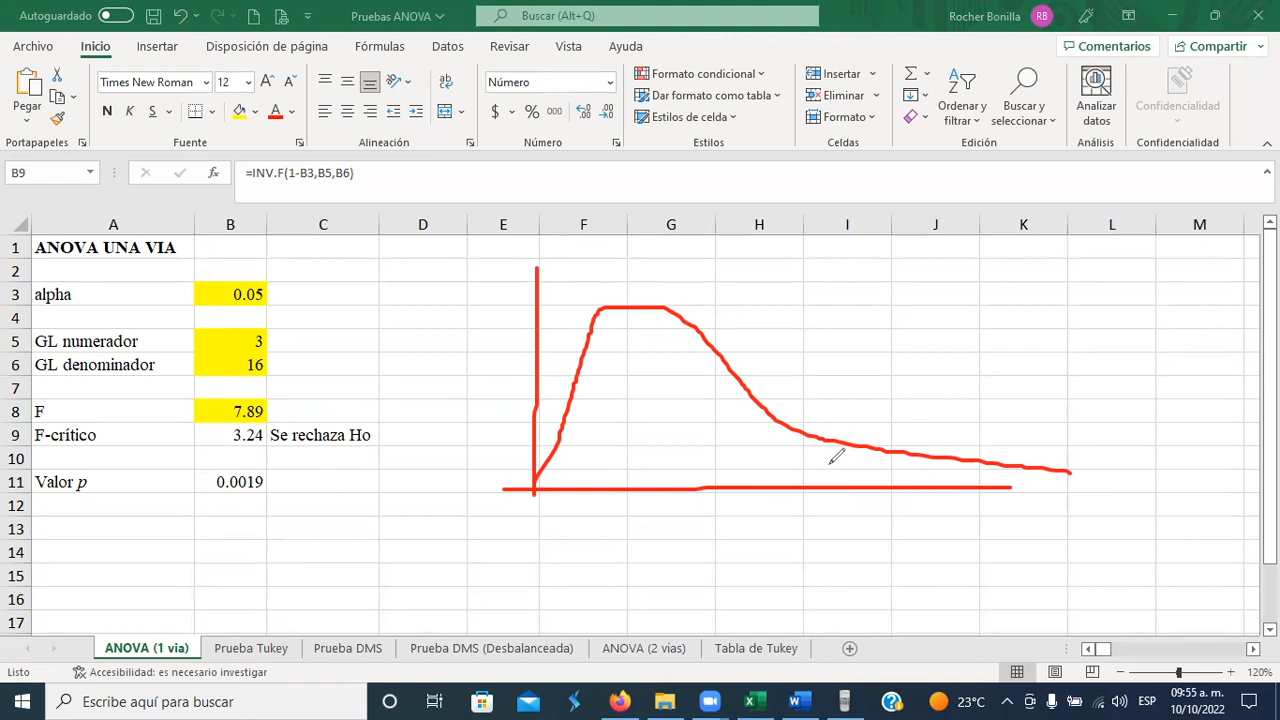 Autoguardado
Pruebas ANOVA
Buscar (Alt+Q)
Rocher Bonilla
RB
Archivo
Inicio
Insertar
Disposición de página
Fórmulas
Datos
Revisar
Vista
Ayuda
Comentarios
Compartir
Pegar
Times New Roman
12
N K S
ab
Número
$ % 000
Formato condicional
Dar formato como tabla
Estilos de celda
Insertar
Eliminar
Formato
Ordenar y filtrar
Buscar y seleccionar
Analizar datos
Confidencialidad
Portapapeles
Fuente
Alineación
Número
Estilos
Celdas
Edición
Análisis
Confidencialidad
B9
fx
=INV.F(1-B3,B5,B6)
A B C D E F G H I J K L M
1 ANOVA UNA VIA
2
3 alpha 0.05
4
5 GL numerador 3
6 GL denominador 16
7
8 F 7.89
9 F-crítico 3.24 Se rechaza Ho
10
11 Valor p 0.0019
12
13
14
15
16
17
ANOVA (1 via)
Prueba Tukey
Prueba DMS
Prueba DMS (Desbalanceada)
ANOVA (2 vias)
Tabla de Tukey
Listo
Accesibilidad: es necesario investigar
120%
Escribe aquí para buscar
23°C
ESP
09:55 a. m.
10/10/2022